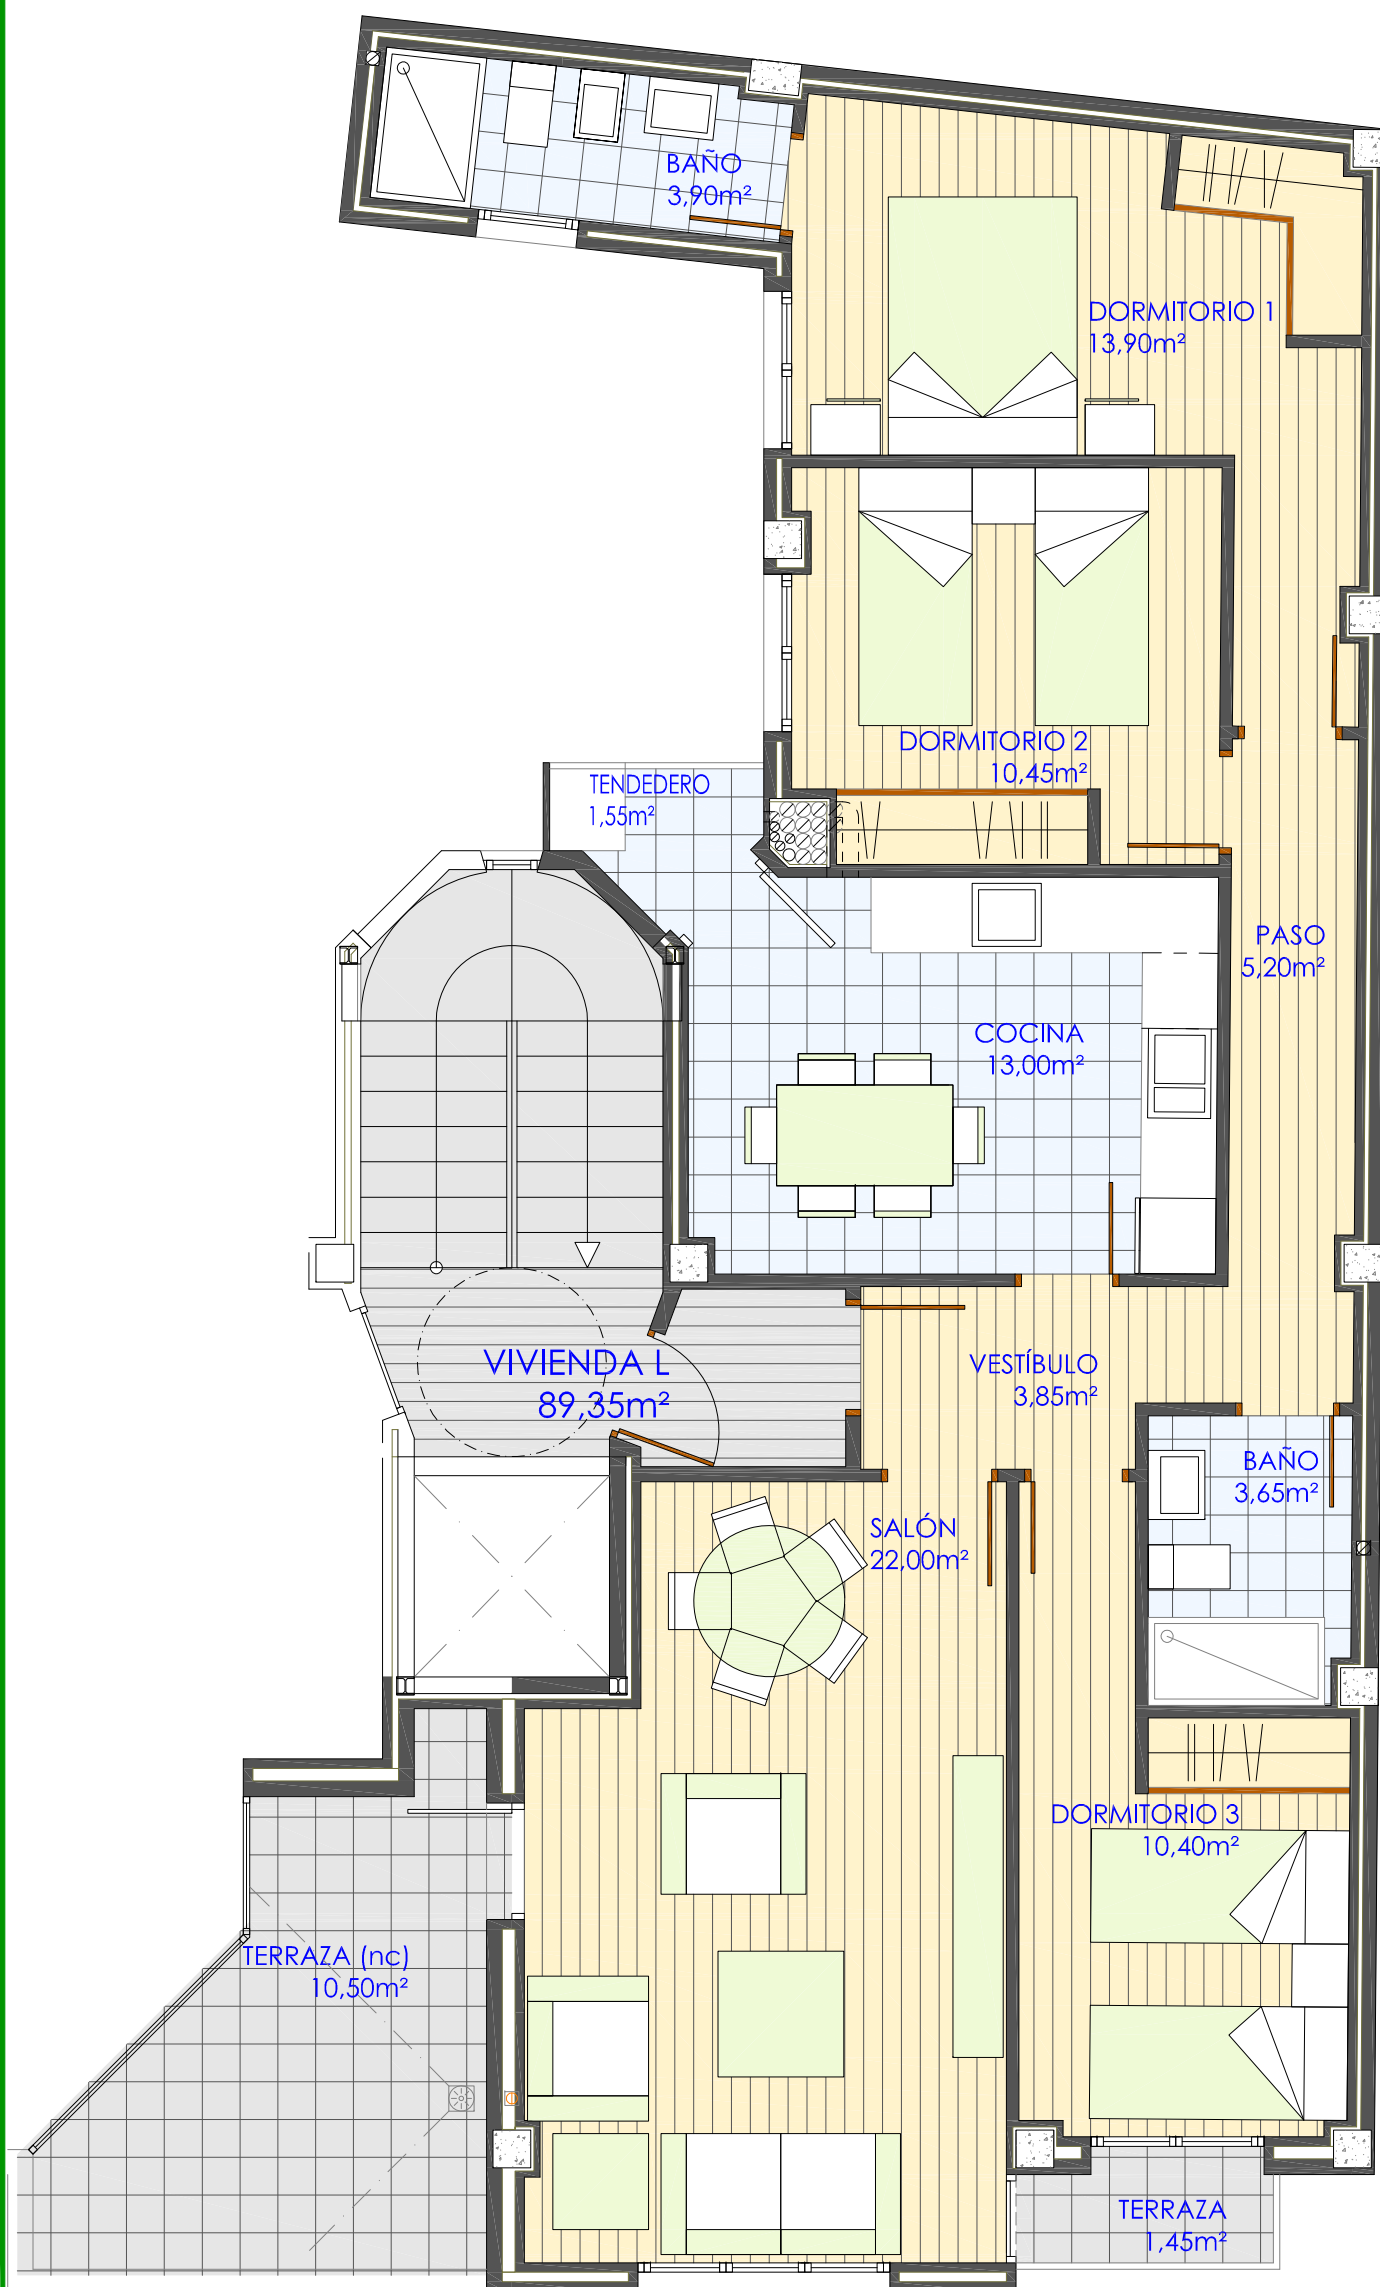 BAÑO
3,90m²
DORMITORIO 1
13,90m²
DORMITORIO 2
10,45m²
TENDEDERO
1,55m²
PASO
5,20m²
COCINA
13,00m²
VIVIENDA L
89,35m²
VESTÍBULO
3,85m²
BAÑO
3,65m²
SALÓN
22,00m²
DORMITORIO 3
10,40m²
TERRAZA (nc)
10,50m²
TERRAZA
1,45m²